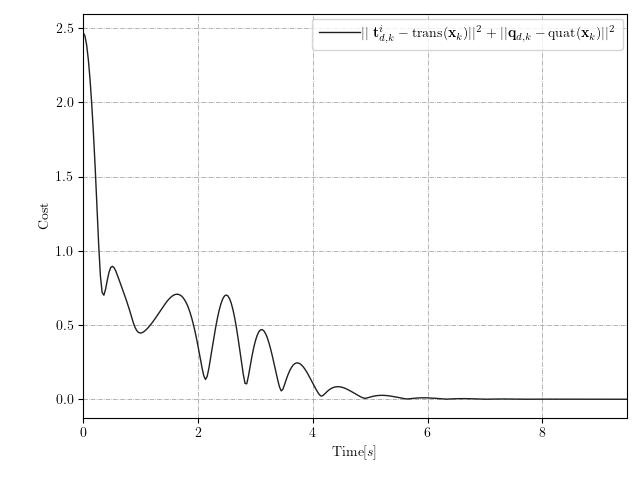 || t^i_{d,k} − trans(x_k)||^2 + ||q_{d,k} − quat(x_k)||^2
2.5
2.0
1.5
1.0
0.5
0.0
Cost
0 2 4 6 8
Time[s]